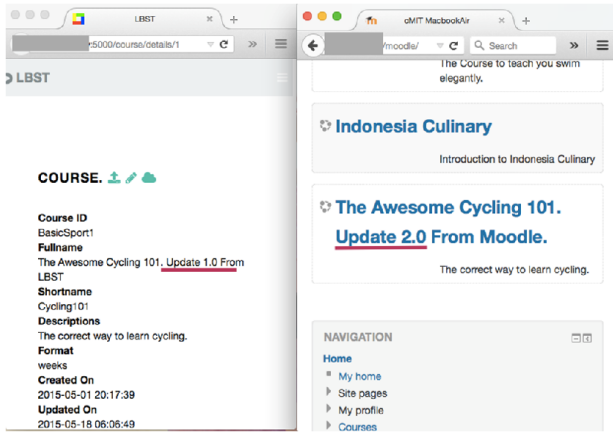 LBST
:5000/course/details/1
LBST
COURSE.
Course ID
BasicSport1
Fullname
The Awesome Cycling 101. Update 1.0 From
LBST
Shortname
Cycling101
Descriptions
The correct way to learn cycling.
Format
weeks
Created On
2015-05-01 20:17:39
Updated On
2015-05-18 06:06:49
cMIT MacbookAir
/moodle/
Search
The Course to teach you swim
elegantly.
Indonesia Culinary
Introduction to Indonesia Culinary
The Awesome Cycling 101.
Update 2.0 From Moodle.
The correct way to learn cycling.
NAVIGATION
Home
My home
Site pages
My profile
Courses